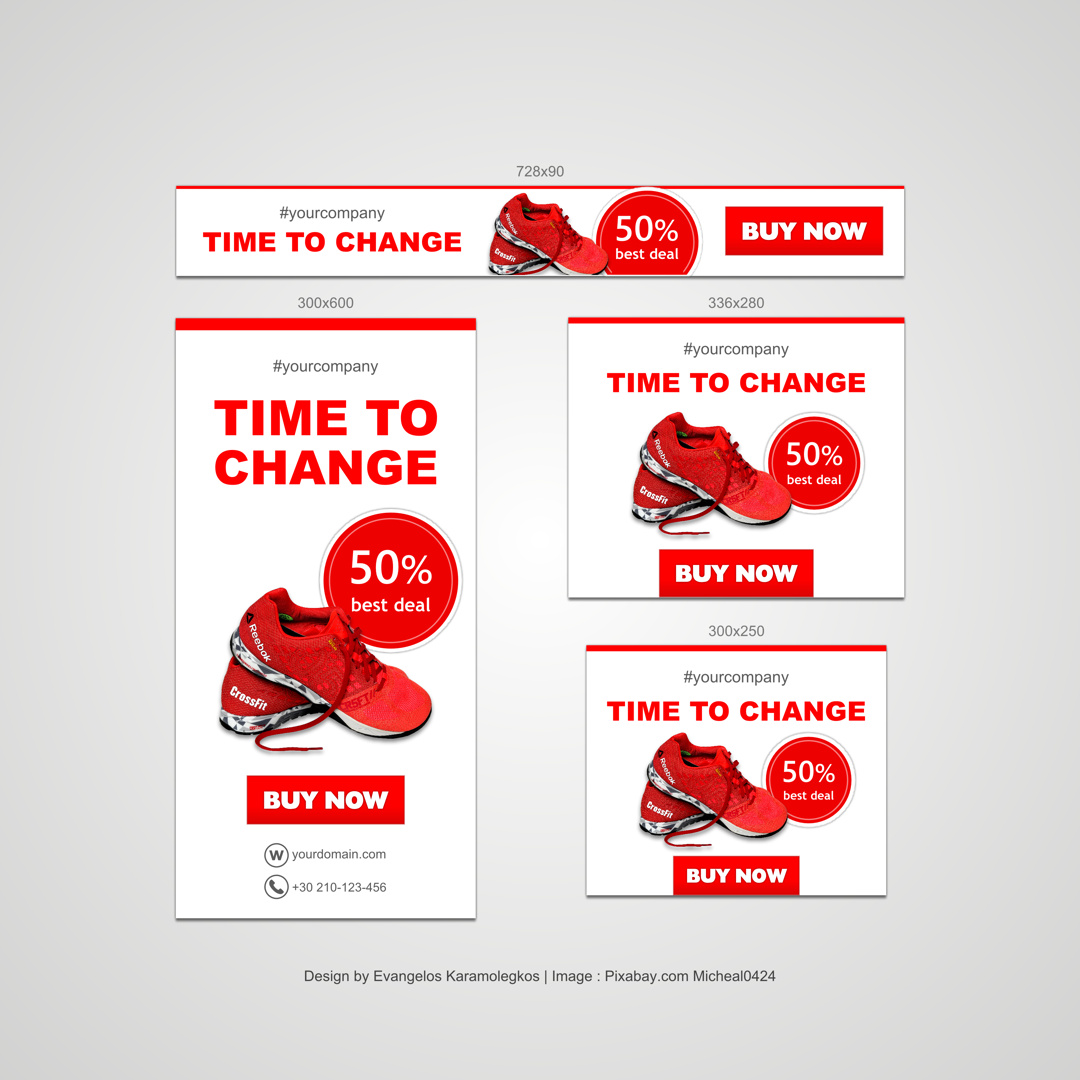 728x90
#yourcompany
TIME TO CHANGE
Reebok
CrossFit
50%
best deal
BUY NOW
300x600
#yourcompany
TIME TO
CHANGE
50%
best deal
Reebok
CrossFit
BUY NOW
W yourdomain.com
+30 210-123-456
336x280
#yourcompany
TIME TO CHANGE
Reebok
CrossFit
50%
best deal
BUY NOW
300x250
#yourcompany
TIME TO CHANGE
Reebok
CrossFit
50%
best deal
BUY NOW
Design by Evangelos Karamolegkos | Image : Pixabay.com Micheal0424